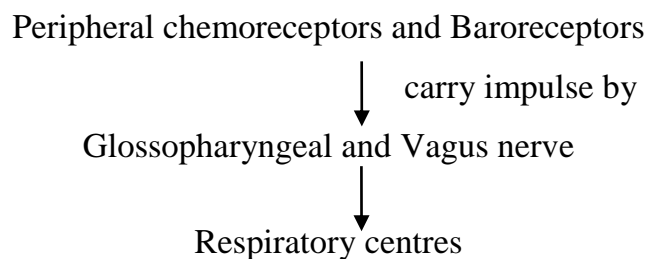 Peripheral chemoreceptors and Baroreceptors
carry impulse by
Glossopharyngeal and Vagus nerve
Respiratory centres